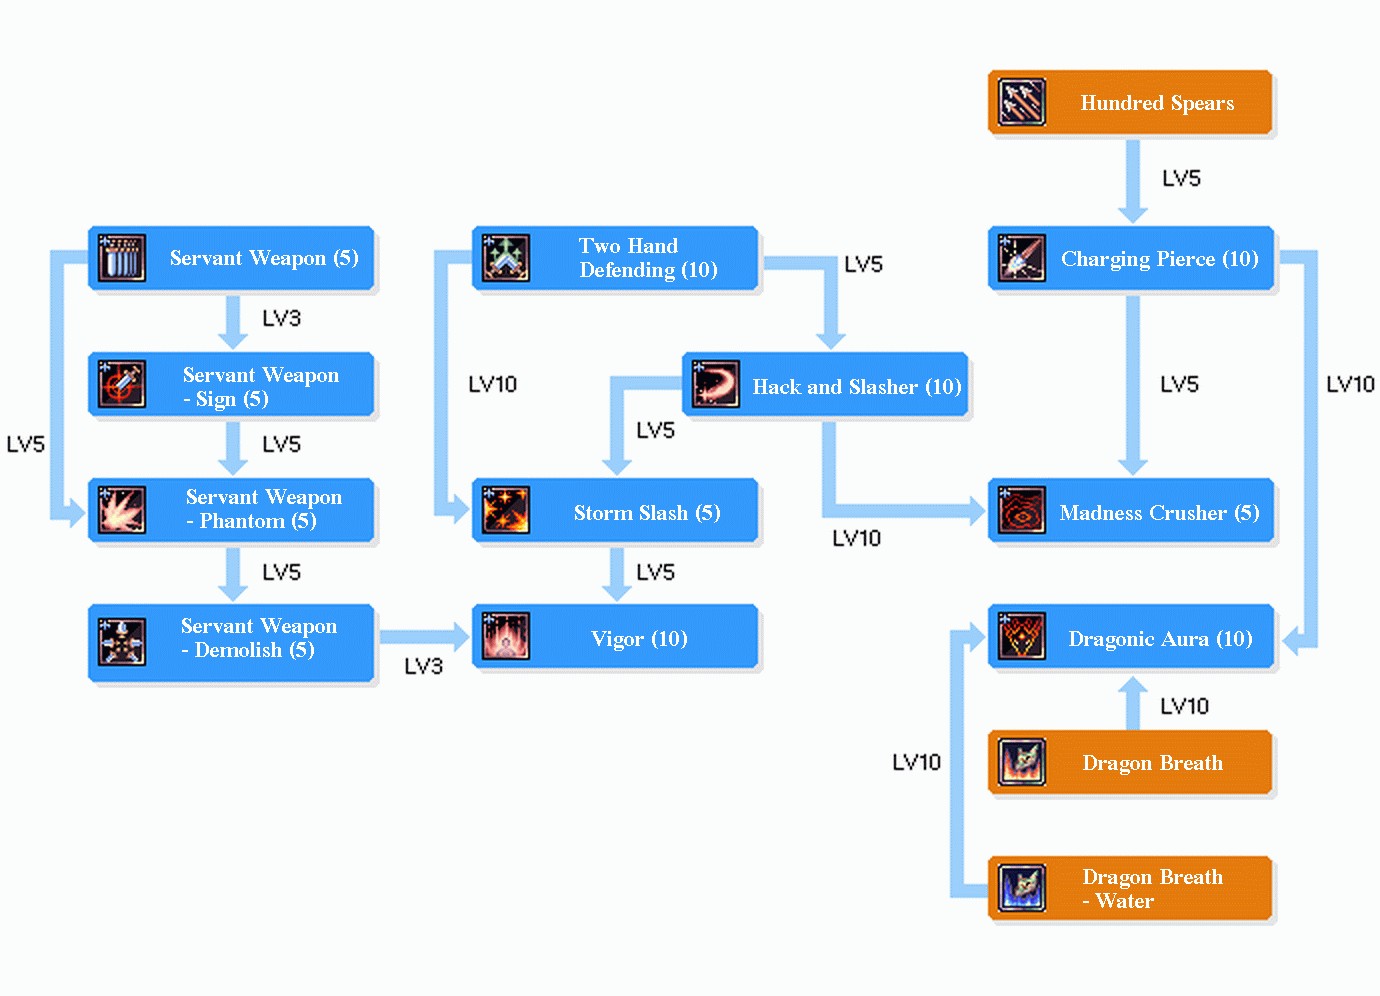 Hundred Spears
LV5
Servant Weapon (5)
Two Hand
Defending (10)
LV5
Charging Pierce (10)
LV3
Servant Weapon
- Sign (5)
LV10
Hack and Slasher (10)
LV5
LV10
LV5
LV5
LV5
Servant Weapon
- Phantom (5)
Storm Slash (5)
Madness Crusher (5)
LV10
LV5
LV5
Servant Weapon
- Demolish (5)
Vigor (10)
Dragonic Aura (10)
LV3
LV10
LV10
Dragon Breath
Dragon Breath
- Water